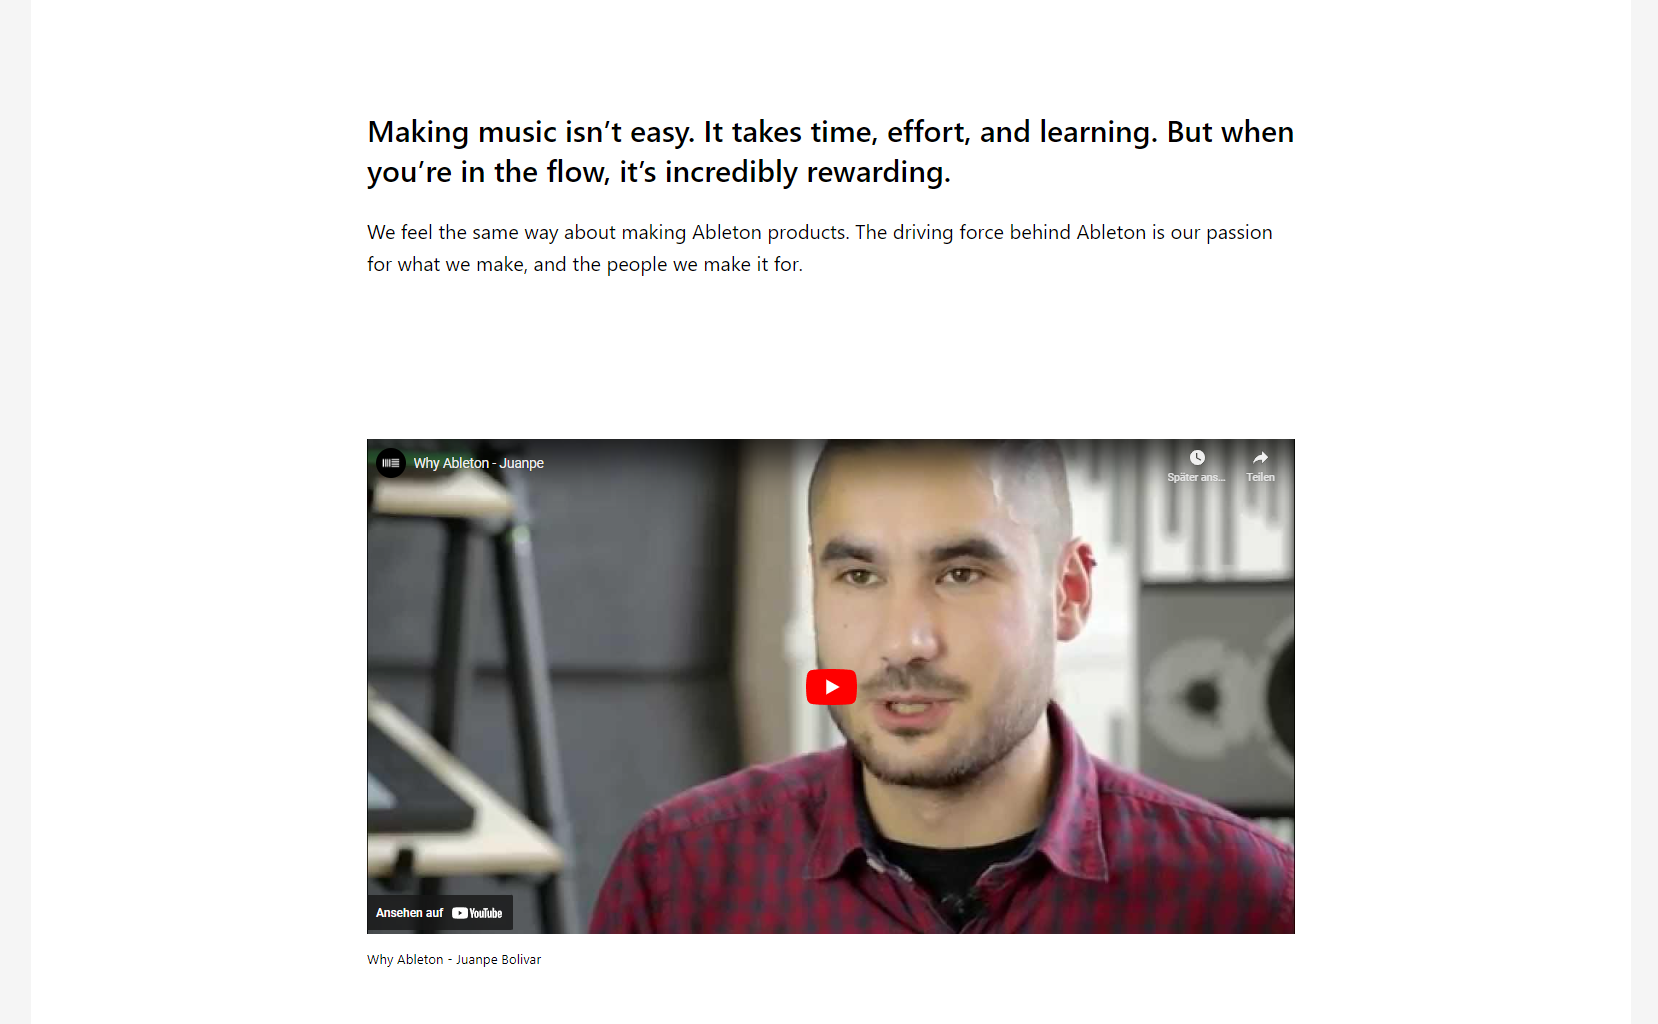 Making music isn’t easy. It takes time, effort, and learning. But when
you’re in the flow, it’s incredibly rewarding.
We feel the same way about making Ableton products. The driving force behind Ableton is our passion
for what we make, and the people we make it for.
Why Ableton - Juanpe
Später ans...
Teilen
Ansehen auf YouTube
Why Ableton - Juanpe Bolivar